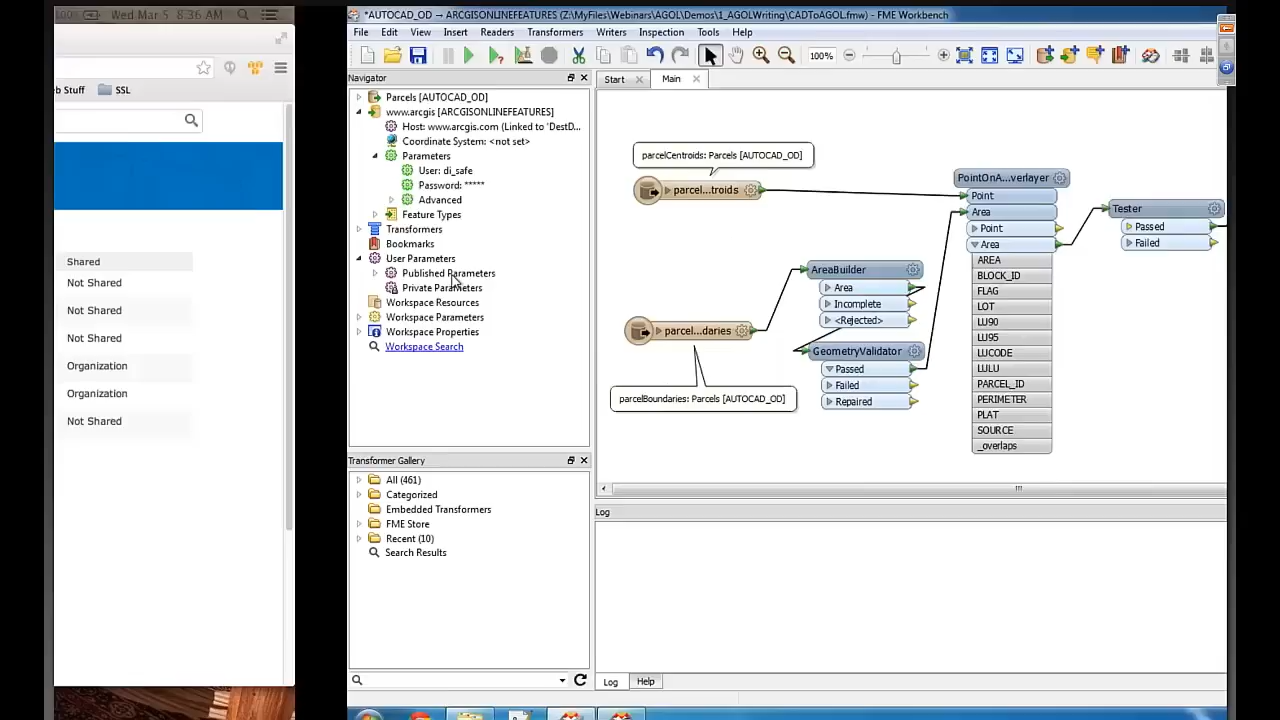 100%
Wed Mar 5 8:36 AM
b Stuff
SSL
Shared
Not Shared
Not Shared
Not Shared
Organization
Organization
Not Shared
*AUTOCAD_OD → ARCGISONLINEFEATURES (Z:\MyFiles\Webinars\AGOL\Demos\1_AGOLWriting\CADToAGOL.fmw) - FME Workbench
File Edit View Insert Readers Transformers Writers Inspection Tools Help
100%
Navigator
Parcels [AUTOCAD_OD]
www.arcgis [ARCGISONLINEFEATURES]
Host: www.arcgis.com (Linked to 'DestD...
Coordinate System: <not set>
Parameters
User: di_safe
Password: *****
Advanced
Feature Types
Transformers
Bookmarks
User Parameters
Published Parameters
Private Parameters
Workspace Resources
Workspace Parameters
Workspace Properties
Workspace Search
Transformer Gallery
All (461)
Categorized
Embedded Transformers
FME Store
Recent (10)
Search Results
Start
Main
parcelCentroids: Parcels [AUTOCAD_OD]
parcel...troids
parcel...daries
parcelBoundaries: Parcels [AUTOCAD_OD]
AreaBuilder
Area
Incomplete
<Rejected>
GeometryValidator
Passed
Failed
Repaired
PointOnA...verlayer
Point
Area
Point
Area
AREA
BLOCK_ID
FLAG
LOT
LU90
LU95
LUCODE
LULU
PARCEL_ID
PERIMETER
PLAT
SOURCE
_overlaps
Tester
Passed
Failed
Log
Log
Help